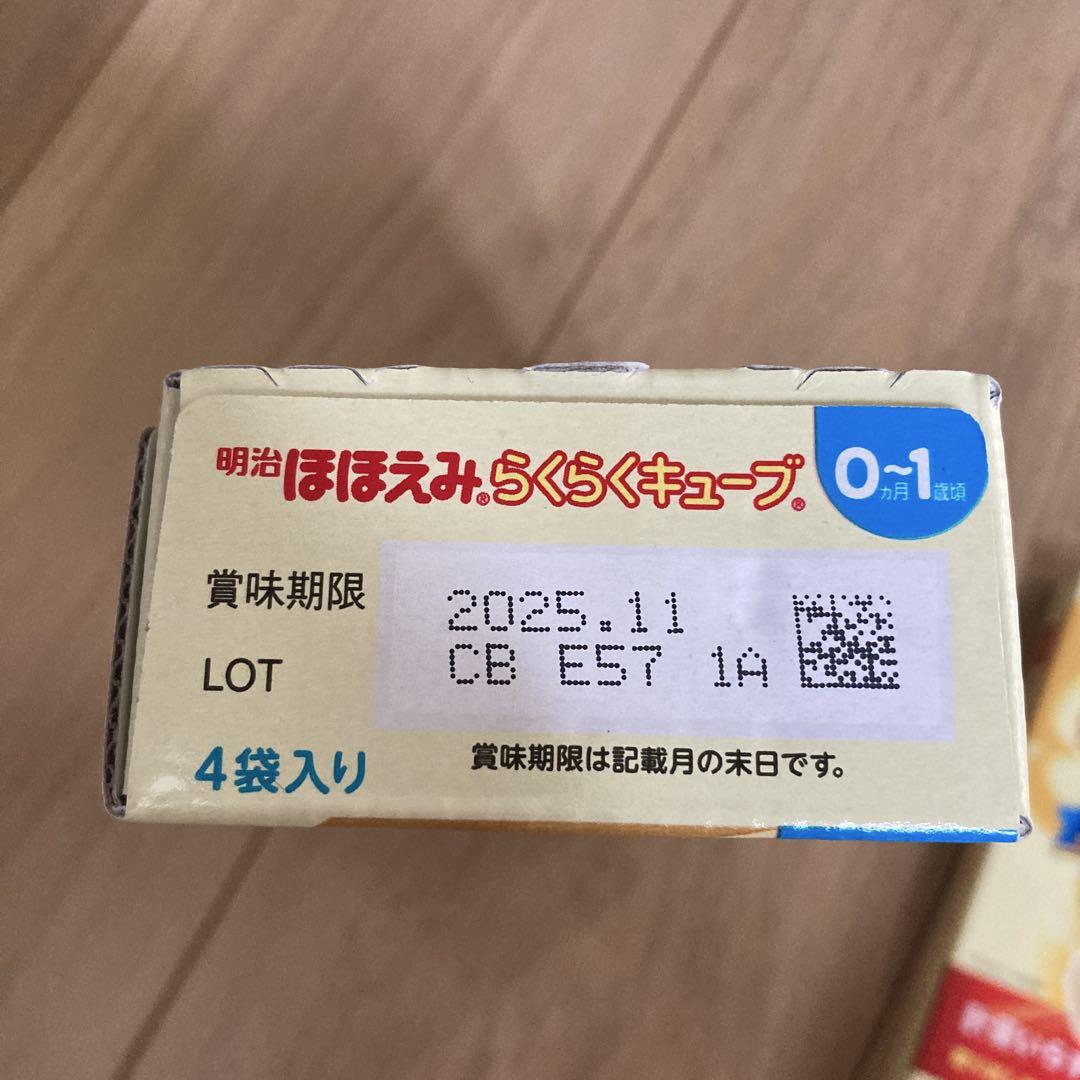 明治ほほえみ®らくらくキューブ®
0ヵ月~1歳頃
賞味期限 2025.11
LOT CB E57 1A
4袋入り
賞味期限は記載月の末日です。